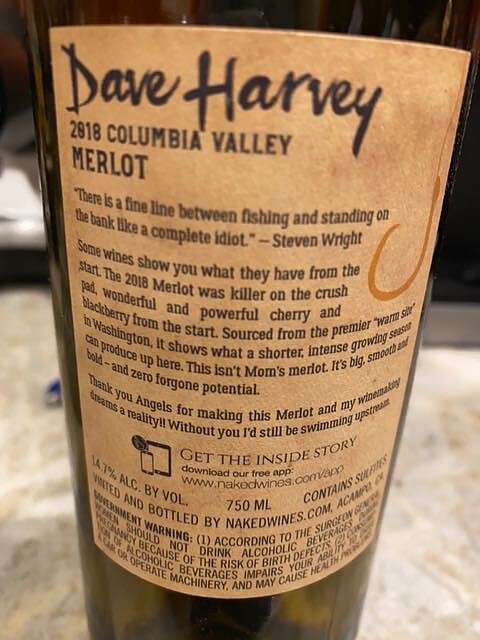 Dave Harvey
2018 COLUMBIA VALLEY
MERLOT
"There is a fine line between fishing and standing on
the bank like a complete idiot." – Steven Wright
Some wines show you what they have from the
start. The 2018 Merlot was killer on the crush
pad, wonderful and powerful cherry and
blackberry from the start. Sourced from the premier "warm site"
in Washington, it shows what a shorter, intense growing season
can produce up here. This isn't Mom's merlot. It's big, smooth and
bold – and zero forgone potential.
Thank you Angels for making this Merlot and my winemaking
dreams a reality!! Without you I'd still be swimming upstream.
GET THE INSIDE STORY
download our free app:
www.nakedwines.com/app
14.7% ALC. BY VOL. 750 ML CONTAINS SULFITES
VINTED AND BOTTLED BY NAKEDWINES.COM, ACAMPO, CA
GOVERNMENT WARNING: (1) ACCORDING TO THE SURGEON GENERAL,
WOMEN SHOULD NOT DRINK ALCOHOLIC BEVERAGES
PREGNANCY BECAUSE OF THE RISK OF BIRTH DEFECTS. (2)
OF ALCOHOLIC BEVERAGES IMPAIRS YOUR ABILITY TO
CAR OR OPERATE MACHINERY, AND MAY CAUSE HEALTH